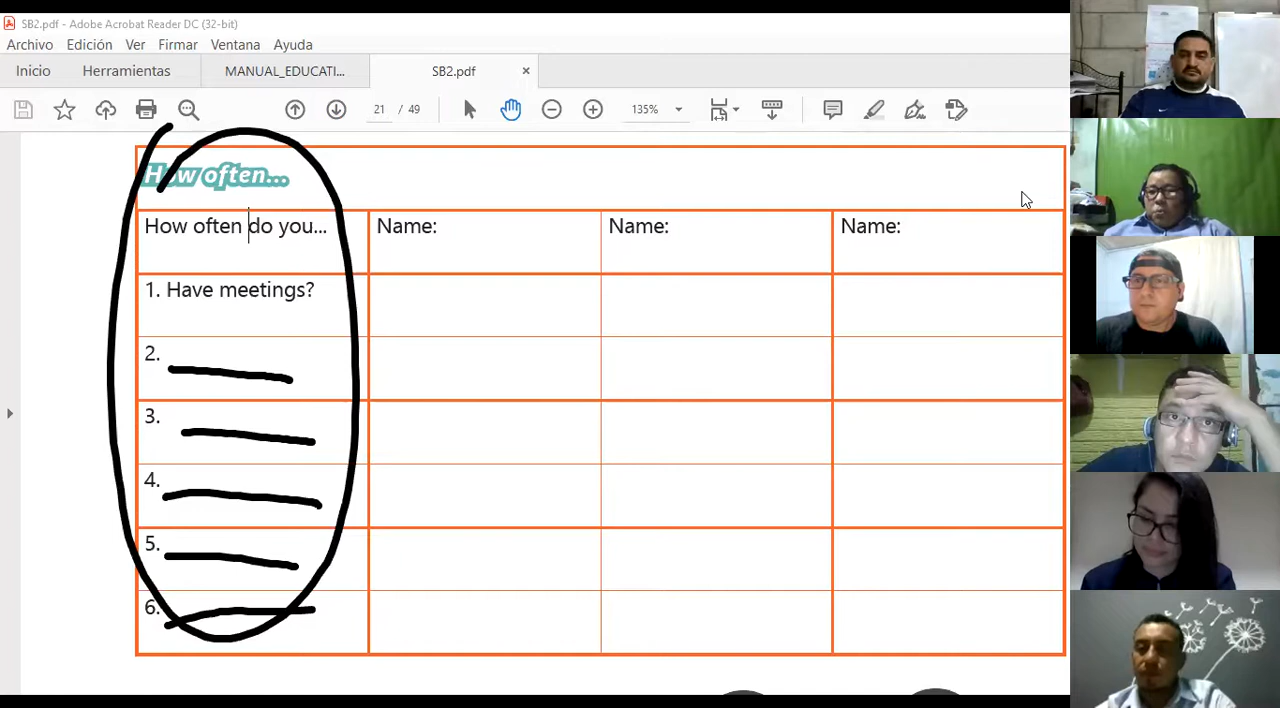 SB2.pdf - Adobe Acrobat Reader DC (32-bit)
Archivo Edición Ver Firmar Ventana Ayuda
Inicio Herramientas MANUAL_EDUCATI... SB2.pdf
21 / 49 135%
How often...
How often do you... Name: Name: Name:
1. Have meetings?
2.
3.
4.
5.
6.